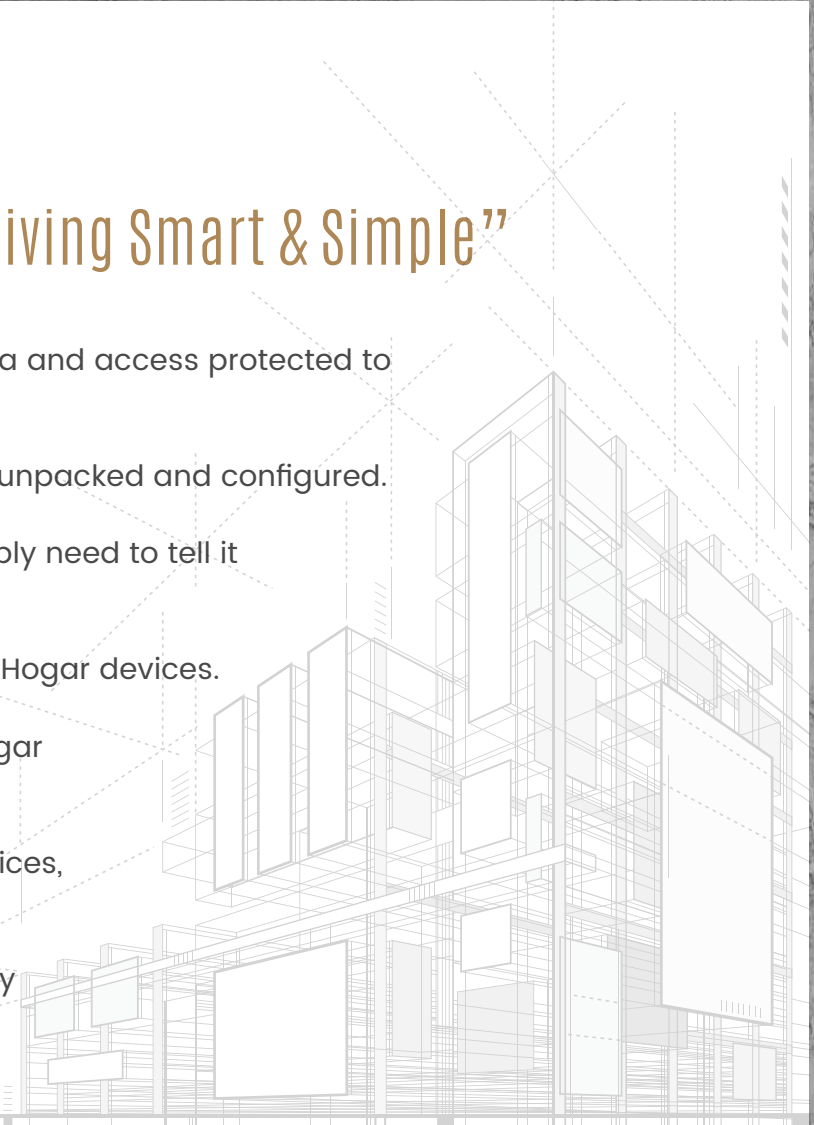 iving Smart & Simple”
a and access protected to
unpacked and configured.
ply need to tell it
Hogar devices.
gar
ices,
y